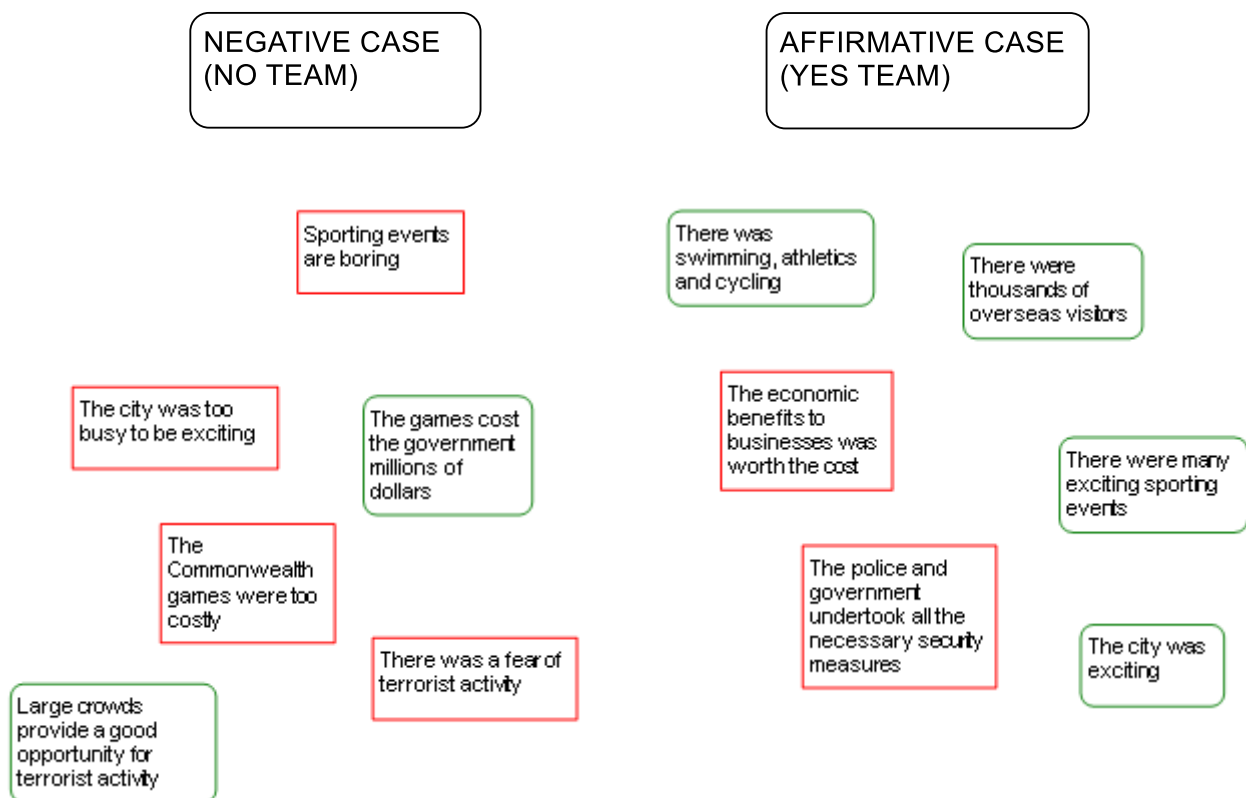 NEGATIVE CASE
(NO TEAM)
AFFIRMATIVE CASE
(YES TEAM)
Sporting events
are boring
There was
swimming, athletics
and cycling
There were
thousands of
overseas visitors
The city was too
busy to be exciting
The games cost
the government
millions of
dollars
The economic
benefits to
businesses was
worth the cost
There were many
exciting sporting
events
The
Commonwealth
games were too
costly
The police and
government
undertook all the
necessary security
measures
There was a fear of
terrorist activity
The city was
exciting
Large crowds
provide a good
opportunity for
terrorist activity